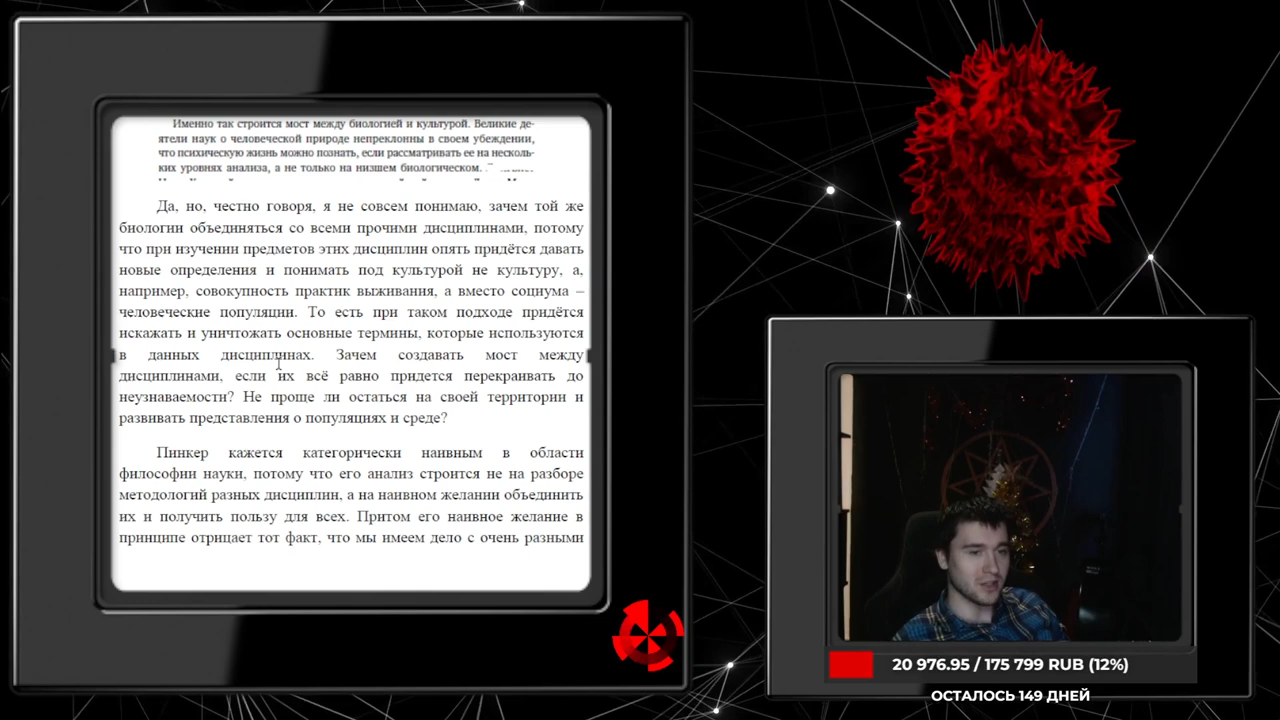 Именно так строится мост между биологией и культурой. Великие де-
ятели наук о человеческой природе непреклонны в своем убеждении,
что психическую жизнь можно познать, если рассматривать ее на несколь-
ких уровнях анализа, а не только на низшем биологическом.
Да, но, честно говоря, я не совсем понимаю, зачем той же
биологии объединяться со всеми прочими дисциплинами, потому
что при изучении предметов этих дисциплин опять придётся давать
новые определения и понимать под культурой не культуру, а,
например, совокупность практик выживания, а вместо социума –
человеческие популяции. То есть при таком подходе придётся
искажать и уничтожать основные термины, которые используются
в данных дисциплинах. Зачем создавать мост между
дисциплинами, если их всё равно придется перекраивать до
неузнаваемости? Не проще ли остаться на своей территории и
развивать представления о популяциях и среде?
Пинкер кажется категорически наивным в области
философии науки, потому что его анализ строится не на разборе
методологий разных дисциплин, а на наивном желании объединить
их и получить пользу для всех. Притом его наивное желание в
принципе отрицает тот факт, что мы имеем дело с очень разными
20 976.95 / 175 799 RUB (12%)
ОСТАЛОСЬ 149 ДНЕЙ